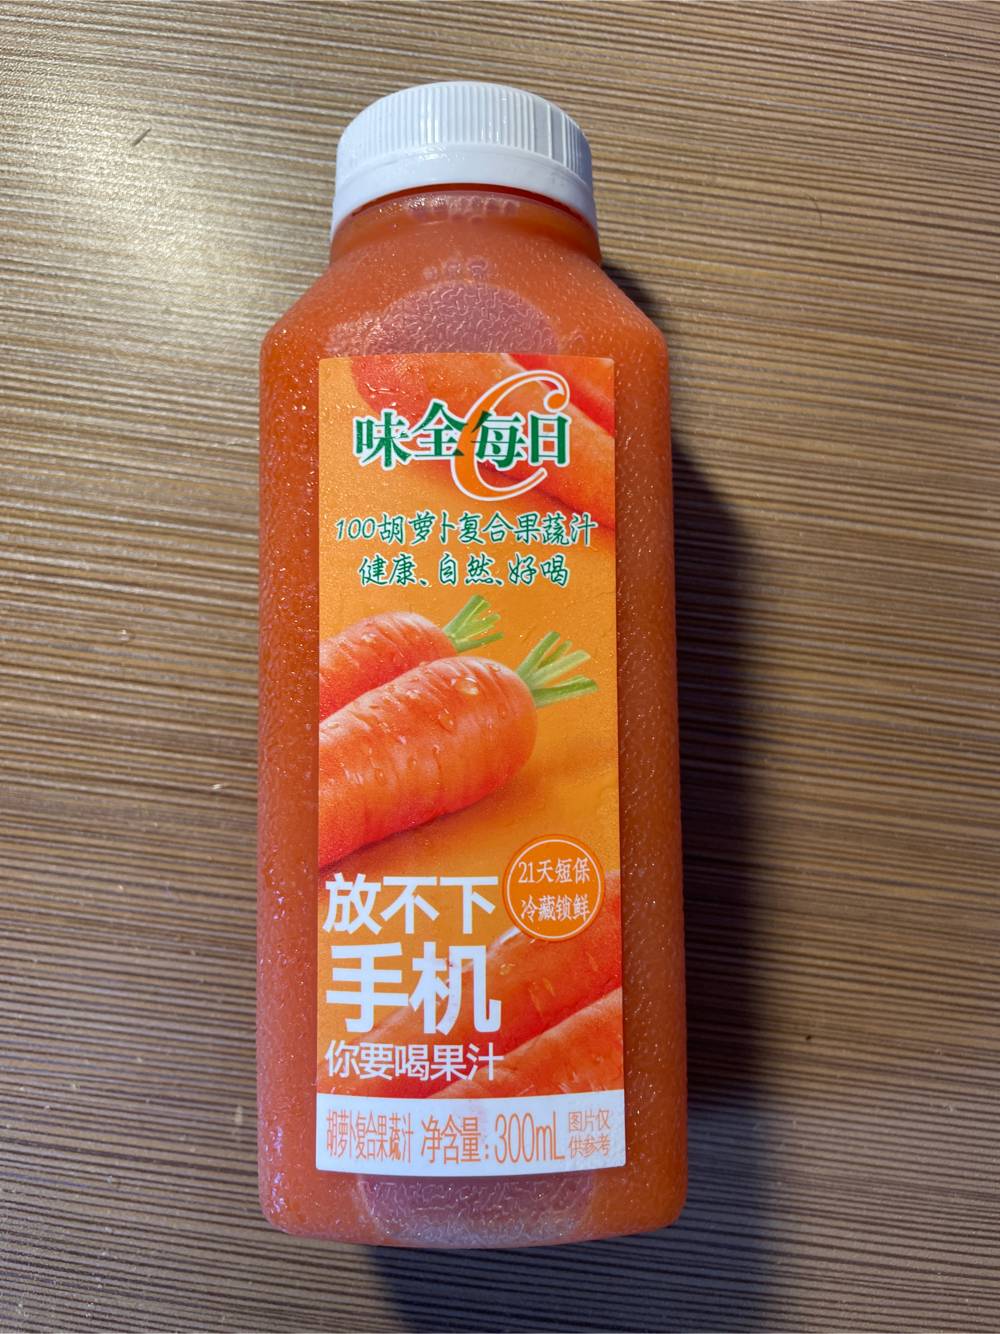 味全每日C
100胡萝卜复合果蔬汁
健康、自然、好喝
21天短保
冷藏锁鲜
放不下
手机
你要喝果汁
胡萝卜复合果蔬汁 净含量:300mL
图片仅
供参考